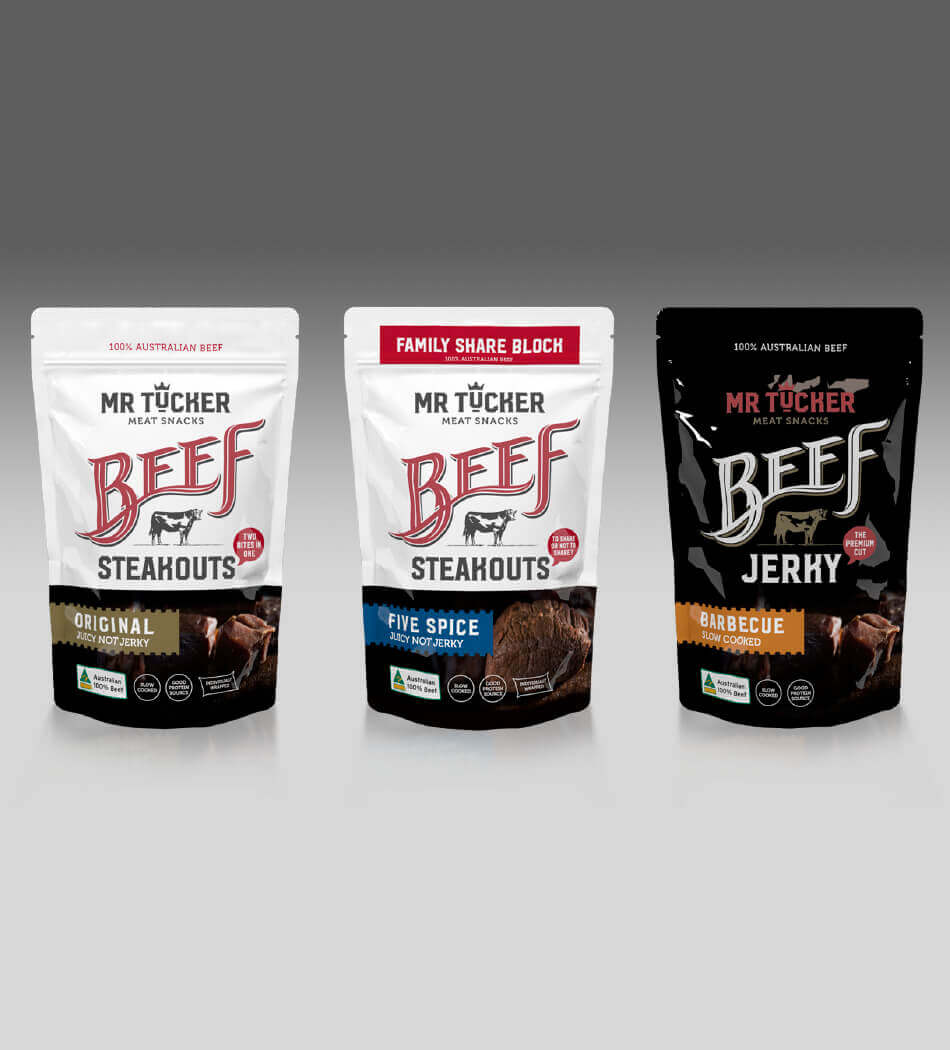 100% AUSTRALIAN BEEF
MR TUCKER
MEAT SNACKS
BEEF
TWO
BITES IN
ONE
STEAKOUTS
ORIGINAL
JUICY NOT JERKY
Australian
100% Beef
SLOW
COOKED
GOOD
PROTEIN
SOURCE
INDIVIDUALLY
WRAPPED
FAMILY SHARE BLOCK
100% AUSTRALIAN BEEF
MR TUCKER
MEAT SNACKS
BEEF
TO SHARE
OR NOT TO
SHARE?
STEAKOUTS
FIVE SPICE
JUICY NOT JERKY
Australian
100% Beef
SLOW
COOKED
GOOD
PROTEIN
SOURCE
INDIVIDUALLY
WRAPPED
100% AUSTRALIAN BEEF
MR TUCKER
MEAT SNACKS
BEEF
THE
PREMIUM
CUT
JERKY
BARBECUE
SLOW COOKED
Australian
100% Beef
SLOW
COOKED
GOOD
PROTEIN
SOURCE